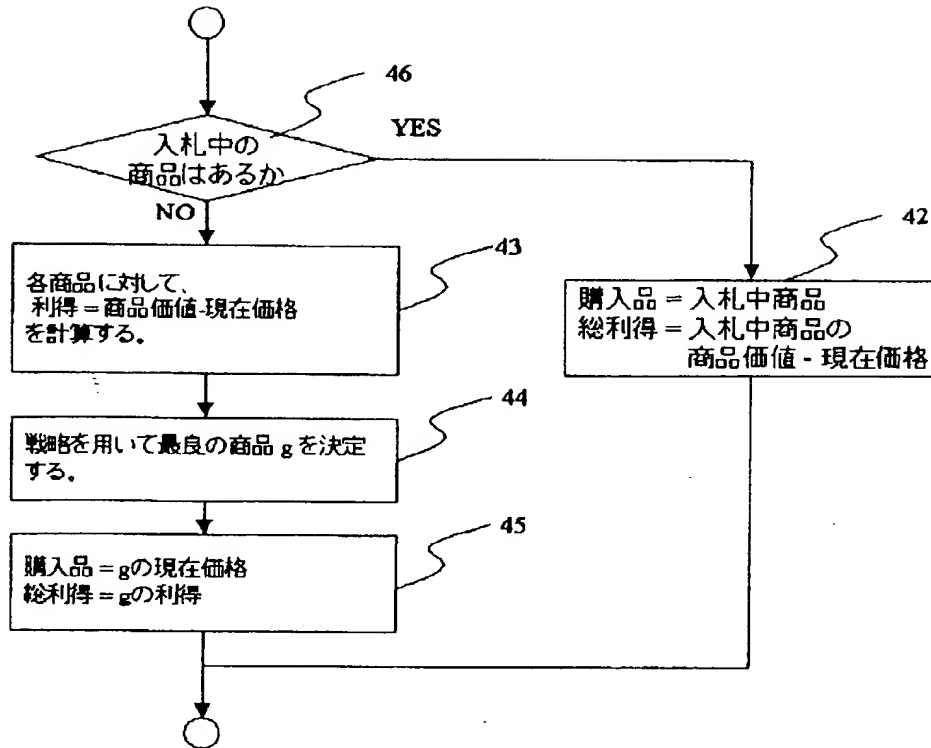 46
入札中の
商品はあるか
YES
NO
43
各商品に対して、
利得＝商品価値-現在価格
を計算する。
42
購入品 = 入札中商品
総利得 = 入札中商品の
商品価値 - 現在価格
44
戦略を用いて最良の商品 g を決定
する。
45
購入品 = gの現在価格
総利得 = gの利得